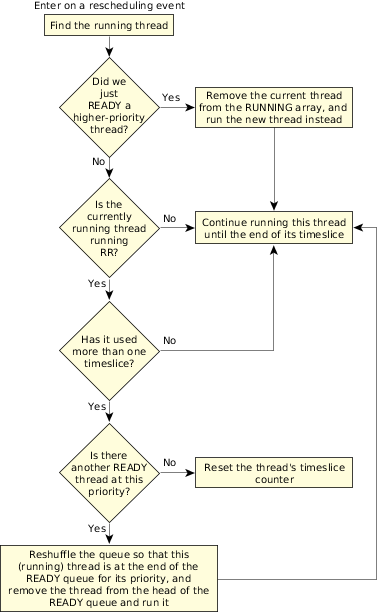 Enter on a rescheduling event
Find the running thread
Did we
just
READY a
higher-priority
thread?
Yes
Remove the current thread
from the RUNNING array, and
run the new thread instead
No
Is the
currently
running thread
running
RR?
No
Continue running this thread
until the end of its timeslice
Yes
Has it used
more than one
timeslice?
No
Yes
Is there
another READY
thread at this
priority?
No
Reset the thread's timeslice
counter
Yes
Reshuffle the queue so that this
(running) thread is at the end of the
READY queue for its priority, and
remove the thread from the head of the
READY queue and run it